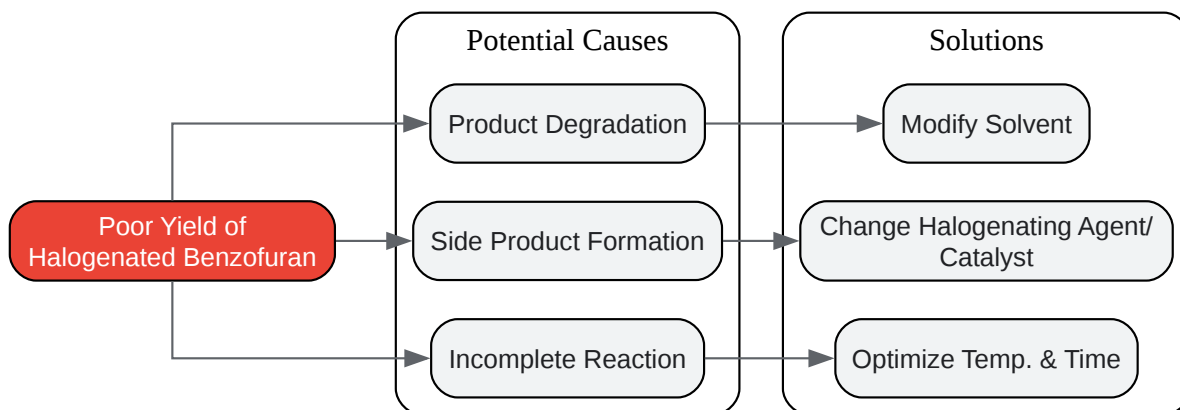 Potential Causes
Solutions
Product Degradation
Modify Solvent
Poor Yield of
Halogenated Benzofuran
Side Product Formation
Change Halogenating Agent/
Catalyst
Incomplete Reaction
Optimize Temp. & Time